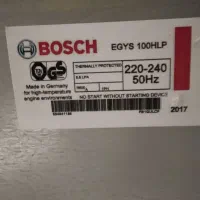 BOSCH
EGYS 100HLP
THERMALLY PROTECTED
220-240
50Hz
Made in Germany
for high-temperature
engine environments
NO START WITHOUT STARTING DEVICE
2017